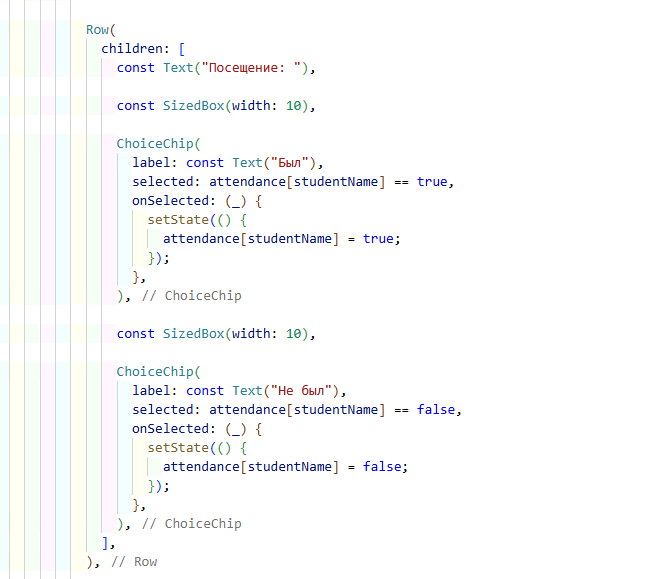 Row(
children: [
const Text("Посещение: "),
const SizedBox(width: 10),
ChoiceChip(
label: const Text("Был"),
selected: attendance[studentName] == true,
onSelected: (_) {
setState(() {
attendance[studentName] = true;
});
},
), // ChoiceChip
const SizedBox(width: 10),
ChoiceChip(
label: const Text("Не был"),
selected: attendance[studentName] == false,
onSelected: (_) {
setState(() {
attendance[studentName] = false;
});
},
), // ChoiceChip
],
), // Row